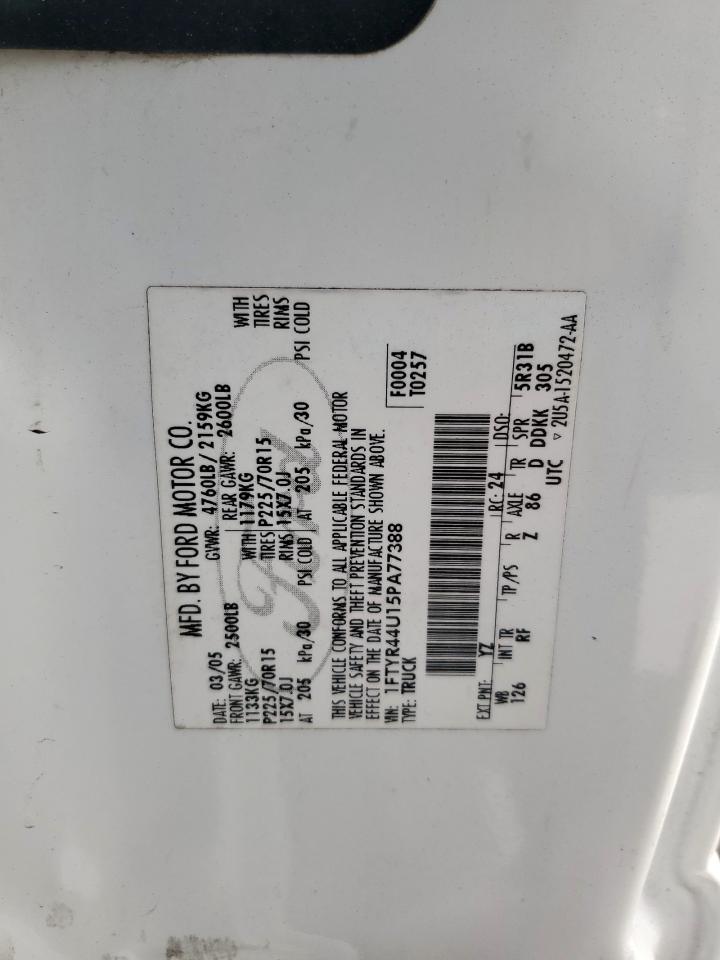 MFD. BY FORD MOTOR CO.
DATE: 03/05 GVWR: 4760LB / 2159KG
FRONT GAWR: 2500LB REAR GAWR: 2600LB
1133KG WITH 1179KG WITH
P225/70R15 TIRES P225/70R15 TIRES
15X7.0J RIMS 15X7.0J RIMS
AT 205 kPa/30 PSI COLD AT 205 kPa/30 PSI COLD
Ford
THIS VEHICLE CONFORMS TO ALL APPLICABLE FEDERAL MOTOR
VEHICLE SAFETY AND THEFT PREVENTION STANDARDS IN
EFFECT ON THE DATE OF MANUFACTURE SHOWN ABOVE.
VIN: 1FTYR44U15PA77388 F0004
TYPE: TRUCK T0257
EXT PNT: YZ RC: 24 DSO:
WB INT TR TP/PS R AXLE TR SPR 5R31B
126 RF Z 86 D DDKK 305
UTC ▽ 2U5A-1520472-AA